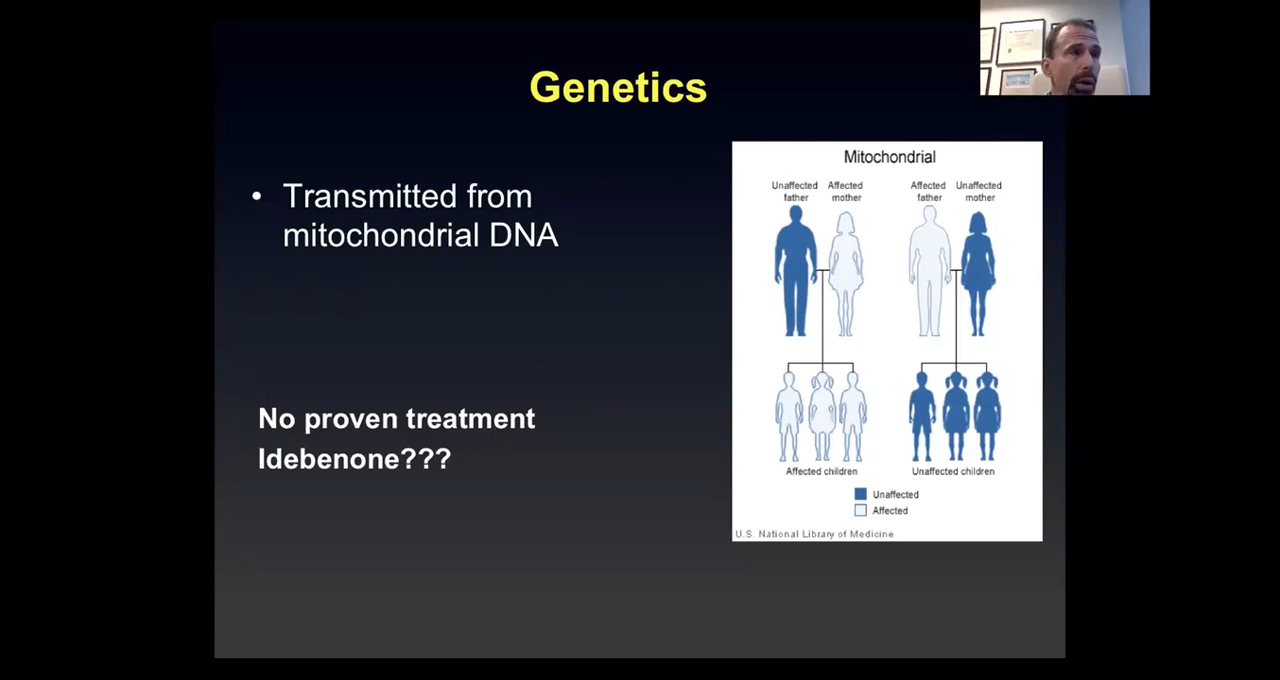 Genetics
• Transmitted from
mitochondrial DNA
No proven treatment
Idebenone???
Mitochondrial
Unaffected father
Affected mother
Affected father
Unaffected mother
Affected children
Unaffected children
Unaffected
Affected
U.S. National Library of Medicine